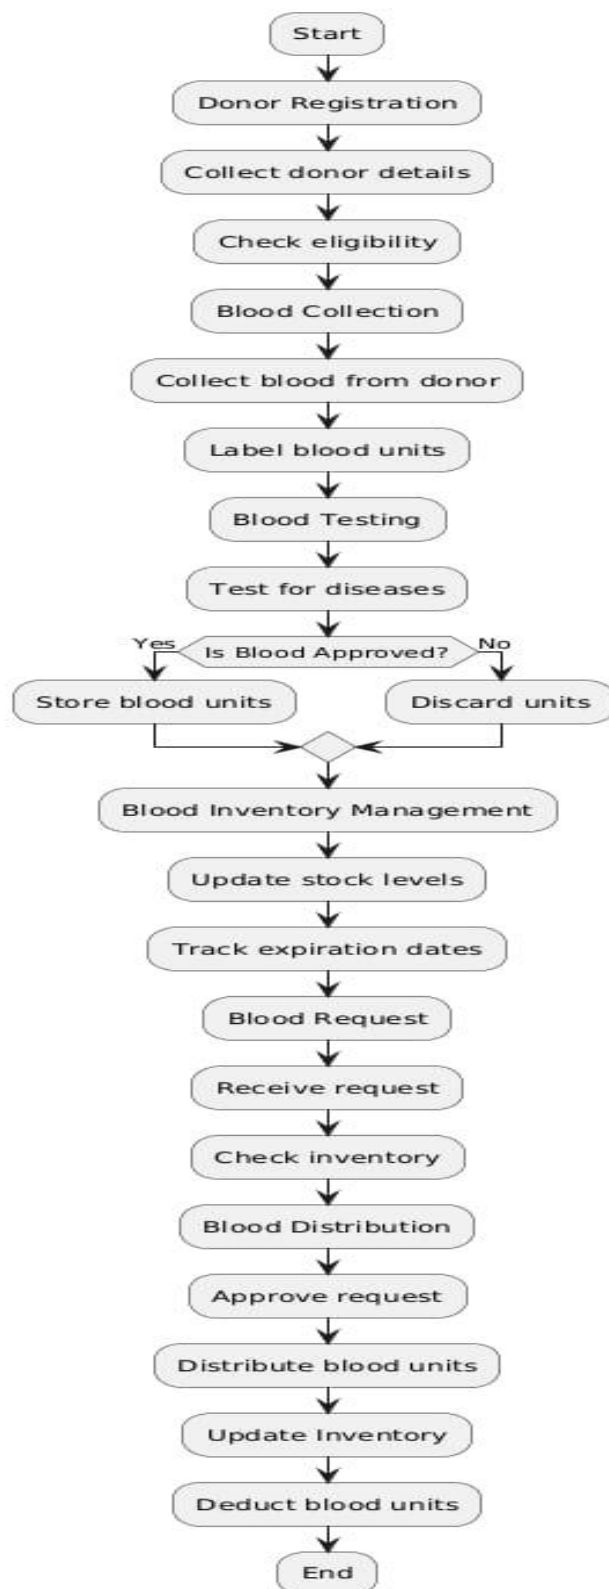 Start
Donor Registration
Collect donor details
Check eligibility
Blood Collection
Collect blood from donor
Label blood units
Blood Testing
Test for diseases
Yes
Is Blood Approved?
No
Store blood units
Discard units
Blood Inventory Management
Update stock levels
Track expiration dates
Blood Request
Receive request
Check inventory
Blood Distribution
Approve request
Distribute blood units
Update Inventory
Deduct blood units
End